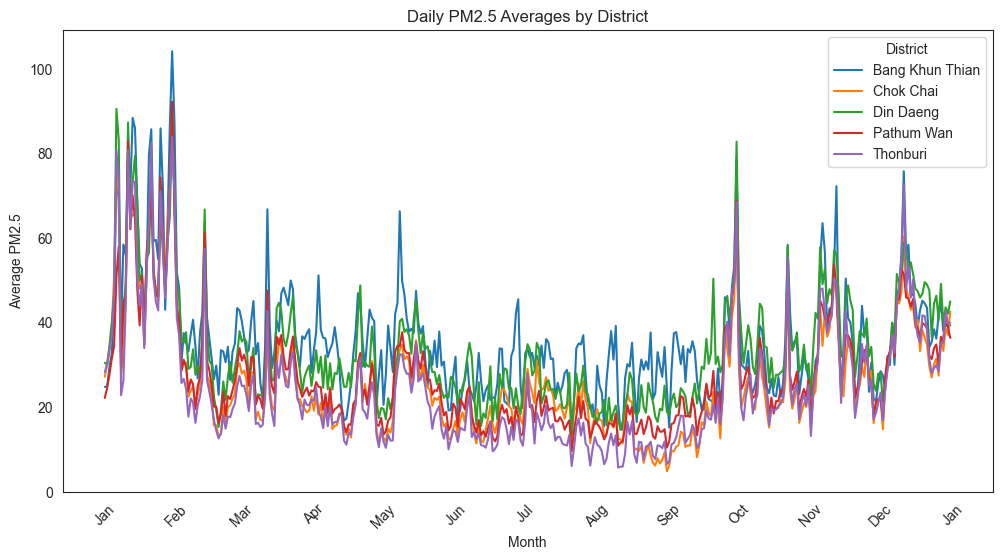 Daily PM2.5 Averages by District
District
Bang Khun Thian
Chok Chai
Din Daeng
Pathum Wan
Thonburi
Average PM2.5
100
80
60
40
20
0
Jan
Feb
Mar
Apr
May
Jun
Jul
Aug
Sep
Oct
Nov
Dec
Jan
Month